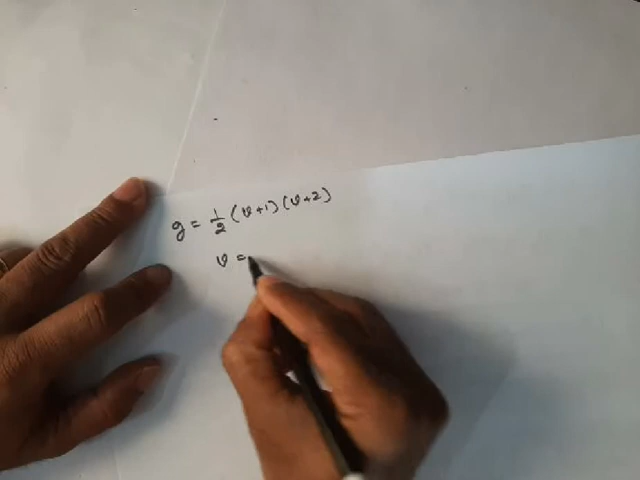 g = 1/2 (v+1) (v+2)
v =